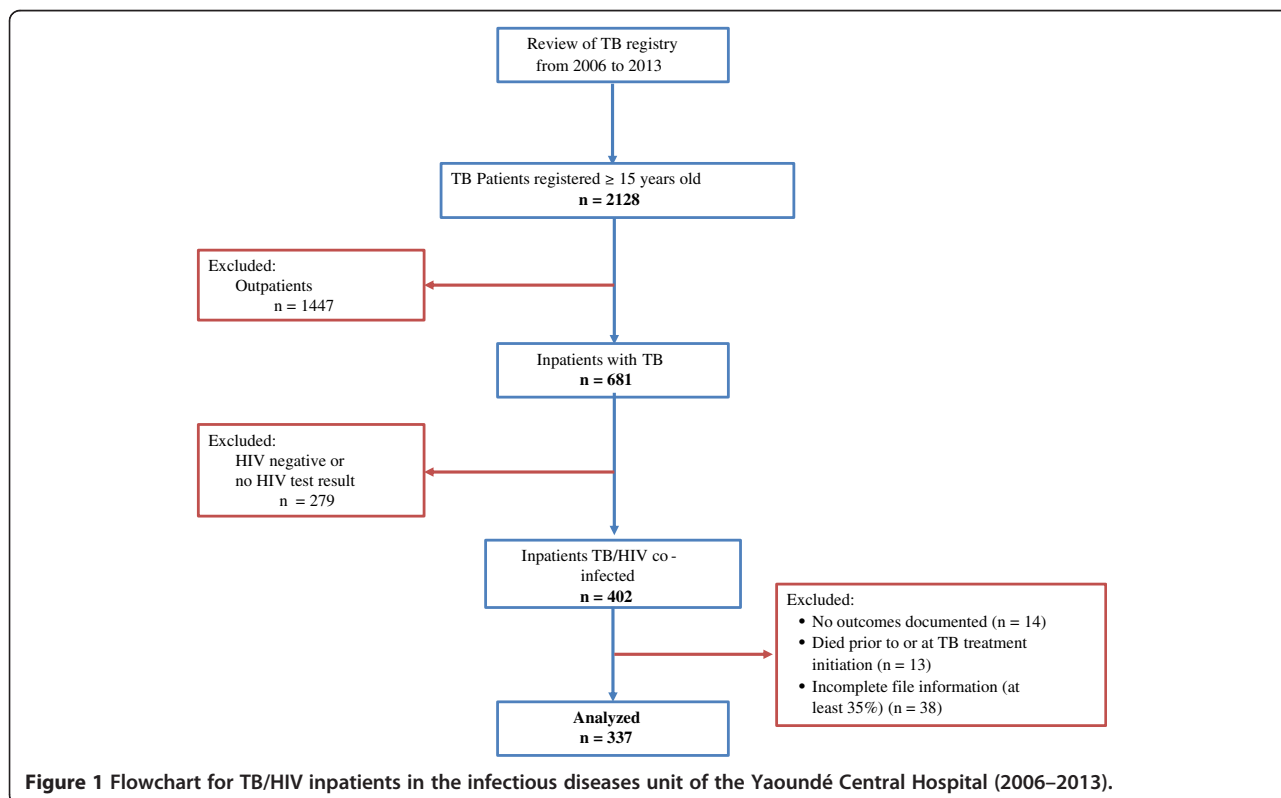 Review of TB registry
from 2006 to 2013
TB Patients registered ≥ 15 years old
n = 2128
Excluded:
Outpatients
n = 1447
Inpatients with TB
n = 681
Excluded:
HIV negative or
no HIV test result
n = 279
Inpatients TB/HIV co-
infected
n = 402
Excluded:
• No outcomes documented (n = 14)
• Died prior to or at TB treatment
initiation (n = 13)
• Incomplete file information (at
least 35%) (n = 38)
Analyzed
n = 337
Figure 1 Flowchart for TB/HIV inpatients in the infectious diseases unit of the Yaoundé Central Hospital (2006–2013).